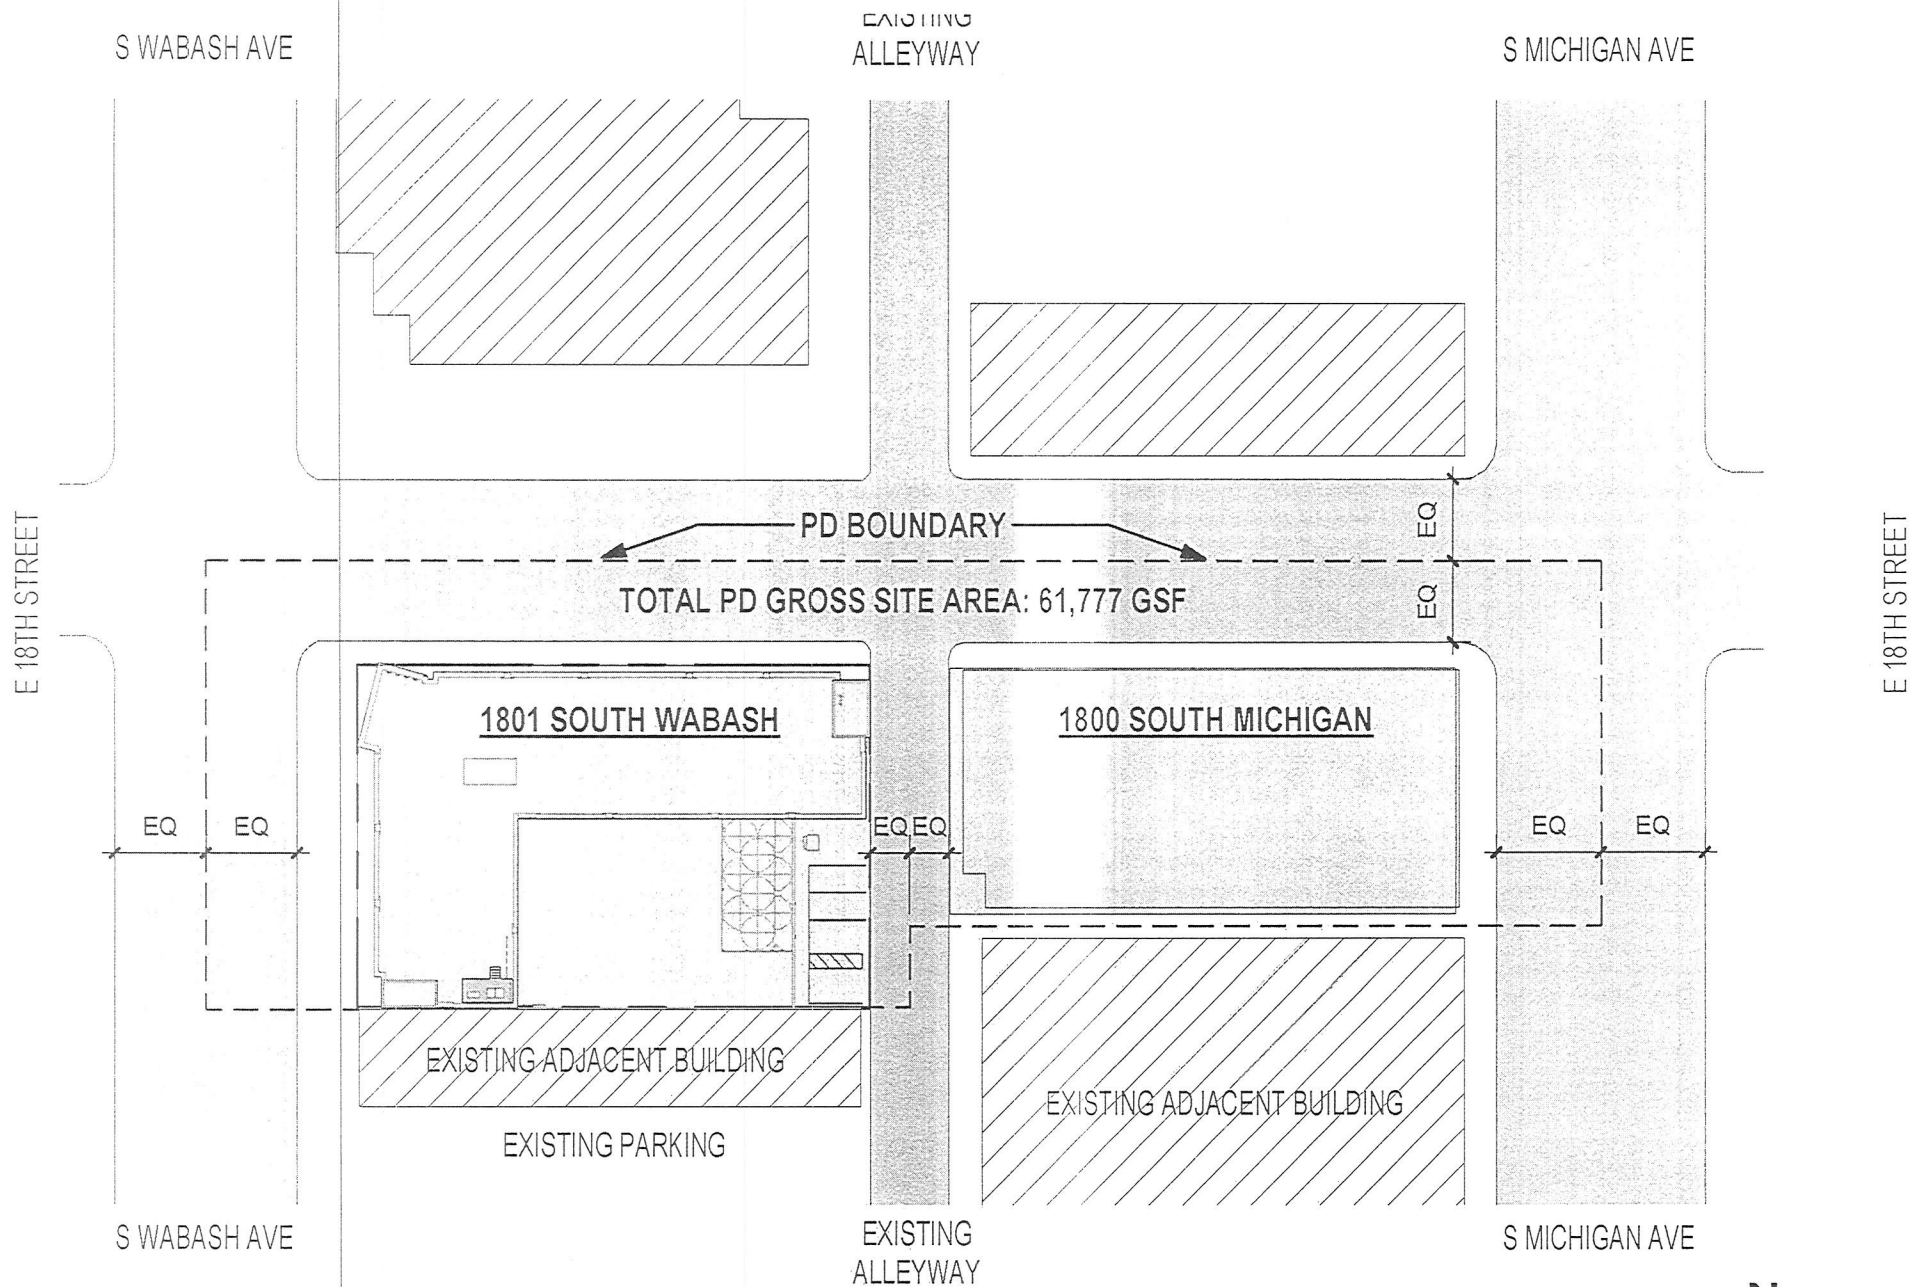 S WABASH AVE
EXISTING
ALLEYWAY
S MICHIGAN AVE
E 18TH STREET
E 18TH STREET
PD BOUNDARY
EQ
TOTAL PD GROSS SITE AREA: 61,777 GSF
EQ
1801 SOUTH WABASH
1800 SOUTH MICHIGAN
EQ
EQ
EQ
EQ
EQ
EQ
EXISTING ADJACENT BUILDING
EXISTING ADJACENT BUILDING
EXISTING PARKING
S WABASH AVE
EXISTING
ALLEYWAY
S MICHIGAN AVE